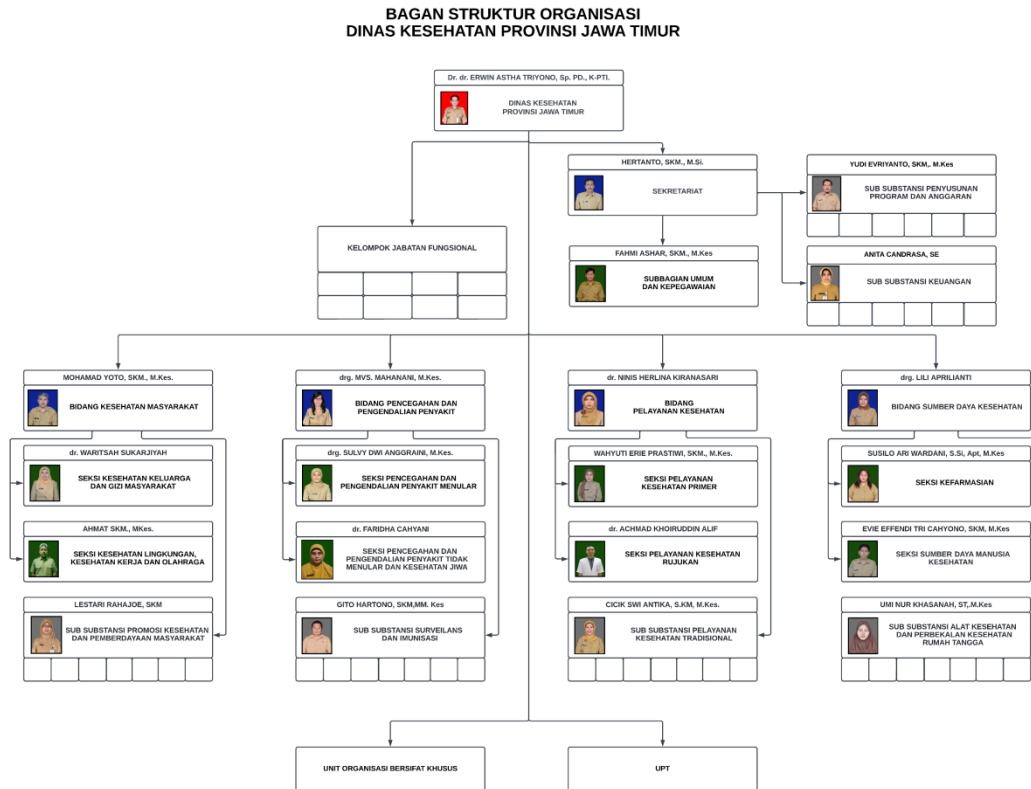 BAGAN STRUKTUR ORGANISASI
DINAS KESEHATAN PROVINSI JAWA TIMUR
Dr. dr. ERWIN ASTHA TRIYONO, Sp. PD., K-PTI.
DINAS KESEHATAN
PROVINSI JAWA TIMUR
HERTANTO, SKM., M.Si.
SEKRETARIAT
YUDI EVRIYANTO, SKM,. M.Kes
SUB SUBSTANSI PENYUSUNAN
PROGRAM DAN ANGGARAN
KELOMPOK JABATAN FUNGSIONAL
FAHMI ASHAR, SKM., M.Kes
SUBBAGIAN UMUM
DAN KEPEGAWAIAN
ANITA CANDRASA, SE
SUB SUBSTANSI KEUANGAN
MOHAMAD YOTO, SKM., M.Kes.
BIDANG KESEHATAN MASYARAKAT
drg. MVS. MAHANANI, M.Kes.
BIDANG PENCEGAHAN DAN
PENGENDALIAN PENYAKIT
dr. NINIS HERLINA KIRANASARI
BIDANG
PELAYANAN KESEHATAN
drg. LILI APRILIANTI
BIDANG SUMBER DAYA KESEHATAN
dr. WARITSAH SUKARJIYAH
SEKSI KESEHATAN KELUARGA
DAN GIZI MASYARAKAT
drg. SULVY DWI ANGGRAINI, M.Kes.
SEKSI PENCEGAHAN DAN
PENGENDALIAN PENYAKIT MENULAR
WAHYUTI ERIE PRASTIWI, SKM., M.Kes.
SEKSI PELAYANAN
KESEHATAN PRIMER
SUSILO ARI WARDANI, S.Si, Apt, M.Kes
SEKSI KEFARMASIAN
AHMAT SKM., MKes.
SEKSI KESEHATAN LINGKUNGAN,
KESEHATAN KERJA DAN OLAHRAGA
dr. FARIDHA CAHYANI
SEKSI PENCEGAHAN DAN
PENGENDALIAN PENYAKIT TIDAK
MENULAR DAN KESEHATAN JIWA
dr. ACHMAD KHOIRUDDIN ALIF
SEKSI PELAYANAN KESEHATAN
RUJUKAN
EVIE EFFENDI TRI CAHYONO, SKM, M.Kes
SEKSI SUMBER DAYA MANUSIA
KESEHATAN
LESTARI RAHAJOE, SKM
SUB SUBSTANSI PROMOSI KESEHATAN
DAN PEMBERDAYAAN MASYARAKAT
GITO HARTONO, SKM,MM. Kes
SUB SUBSTANSI SURVEILANS
DAN IMUNISASI
CICIK SWI ANTIKA, S.KM, M.Kes.
SUB SUBSTANSI PELAYANAN
KESEHATAN TRADISIONAL
UMI NUR KHASANAH, ST,.M.Kes
SUB SUBSTANSI ALAT KESEHATAN
DAN PERBEKALAN KESEHATAN
RUMAH TANGGA
UNIT ORGANISASI BERSIFAT KHUSUS
UPT